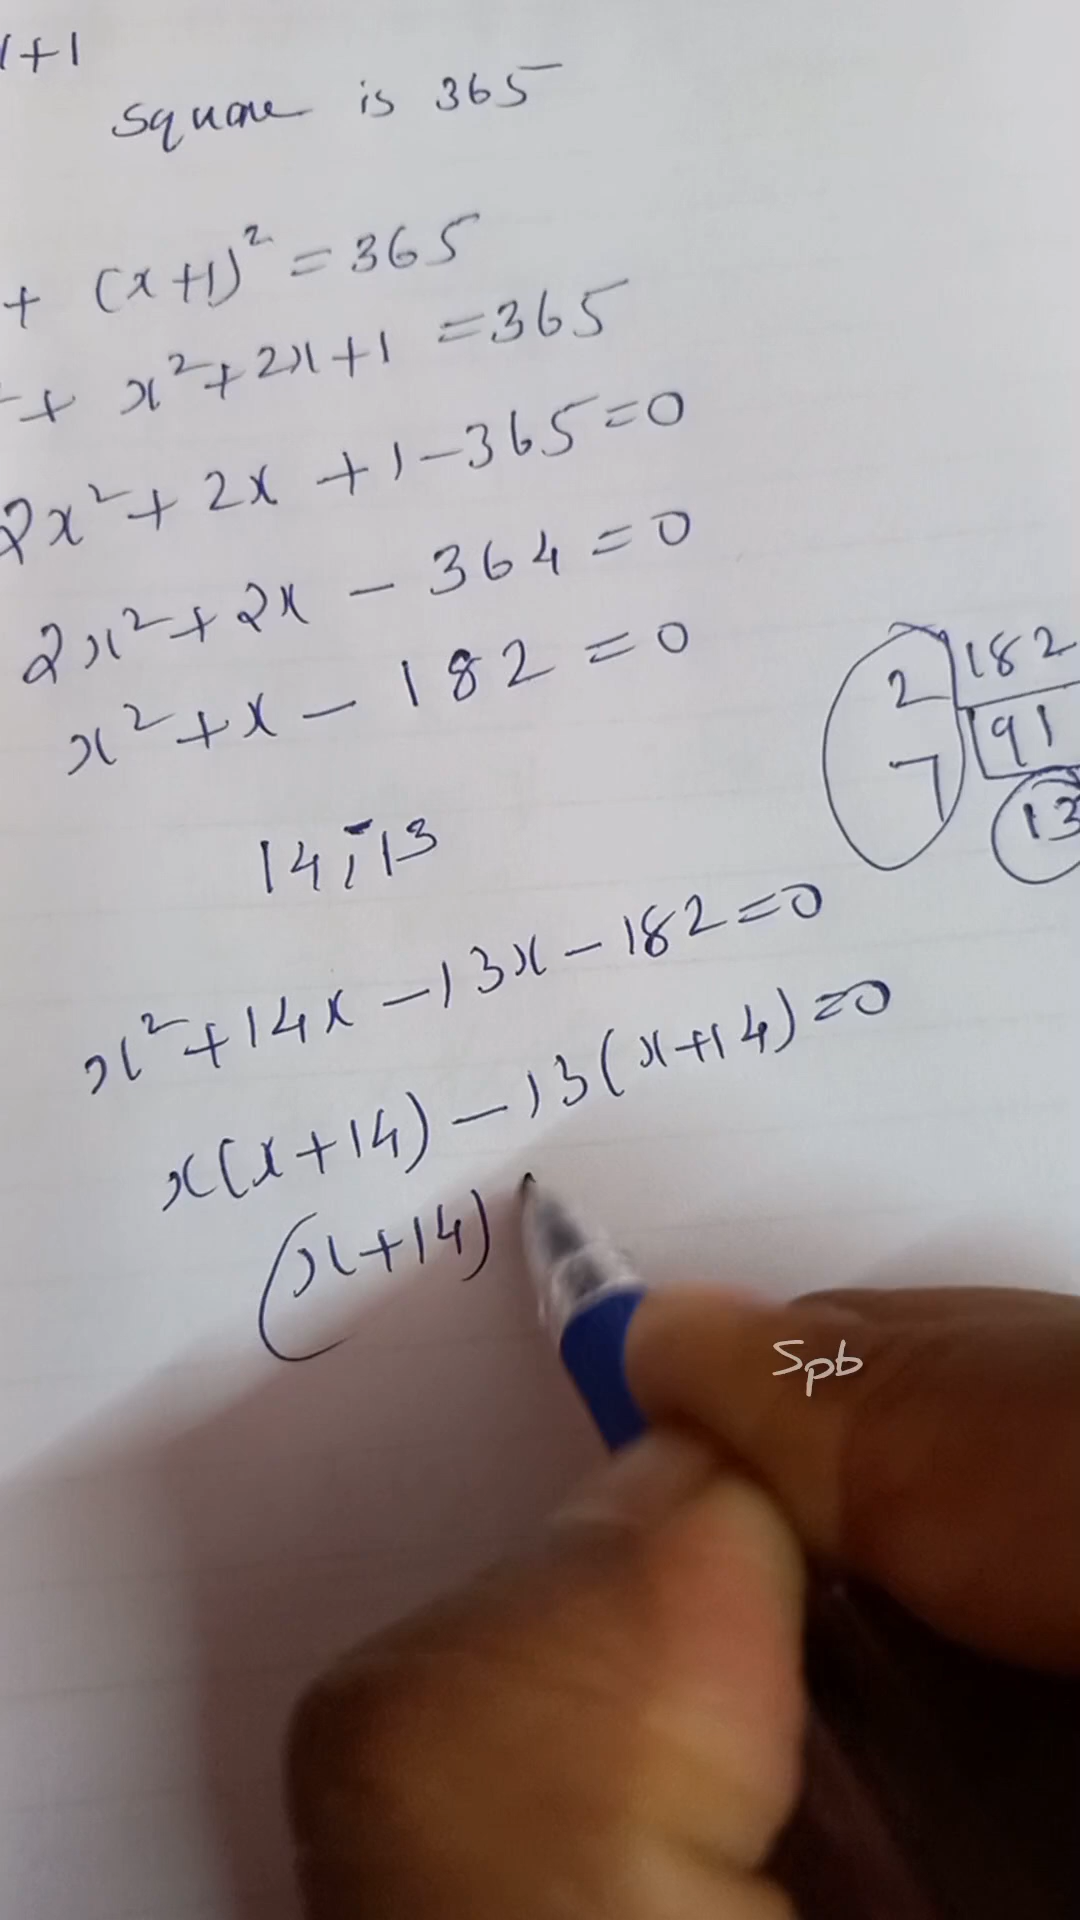 x+1
Square is 365
+ (x+1)² = 365
² + x² + 2x + 1 = 365
2x² + 2x + 1 - 365 = 0
2x² + 2x - 364 = 0
x² + x - 182 = 0
2 182
7 91
13
14, -13
x² + 14x - 13x - 182 = 0
x(x+14) - 13(x+14) = 0
(x+14)
Spb